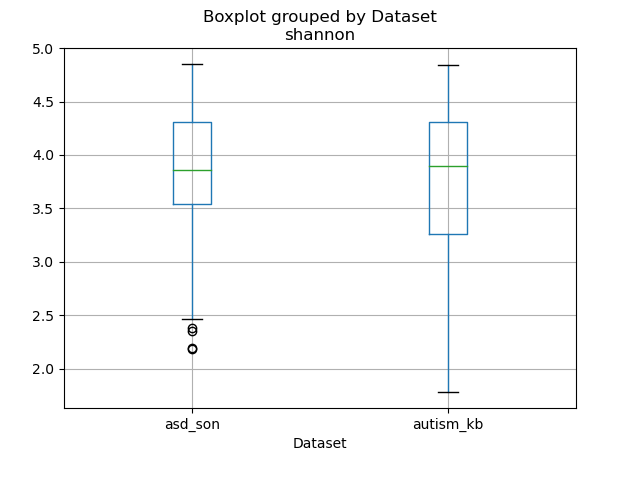 Boxplot grouped by Dataset
shannon
5.0
4.5
4.0
3.5
3.0
2.5
2.0
asd_son
autism_kb
Dataset